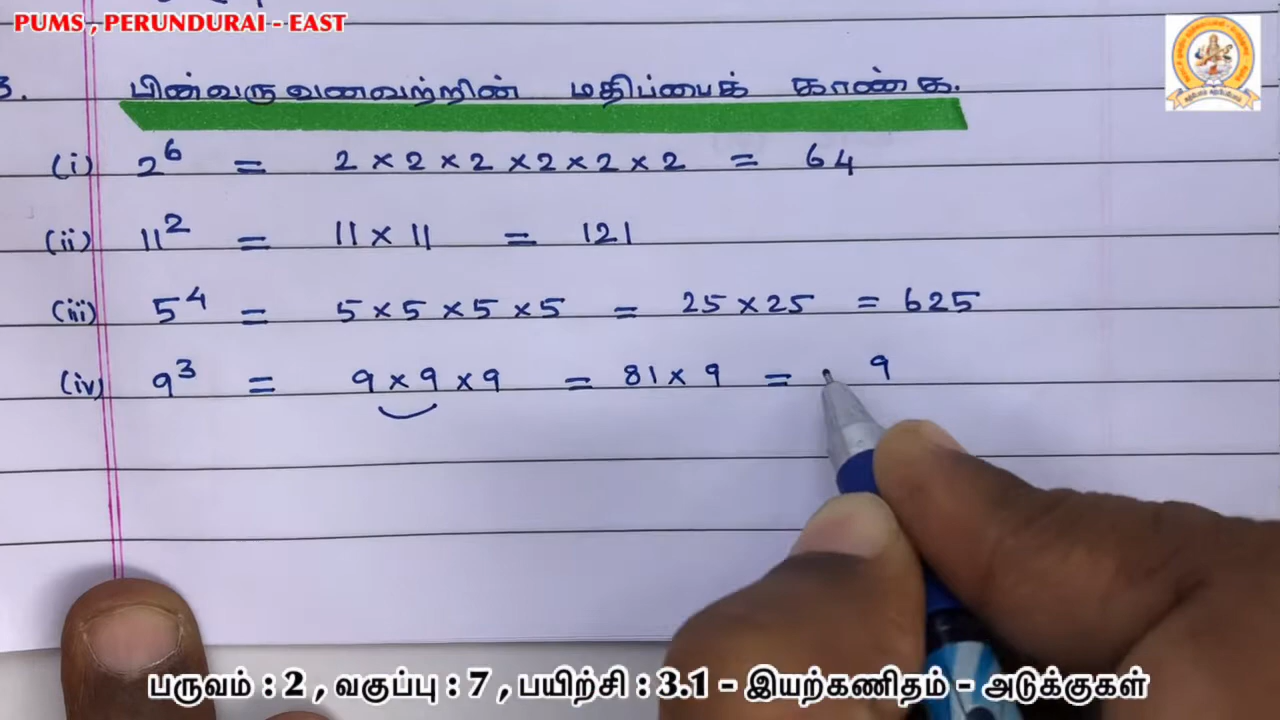 PUMS , PERUNDURAI - EAST
3. பின்வருவனவற்றின் மதிப்பைக் காண்க.
(i) 2⁶ = 2 × 2 × 2 × 2 × 2 × 2 = 64
(ii) 11² = 11 × 11 = 121
(iii) 5⁴ = 5 × 5 × 5 × 5 = 25 × 25 = 625
(iv) 9³ = 9 × 9 × 9 = 81 × 9 = 9
பருவம் : 2 , வகுப்பு : 7 , பயிற்சி : 3.1 - இயற்கணிதம் - அடுக்குகள்